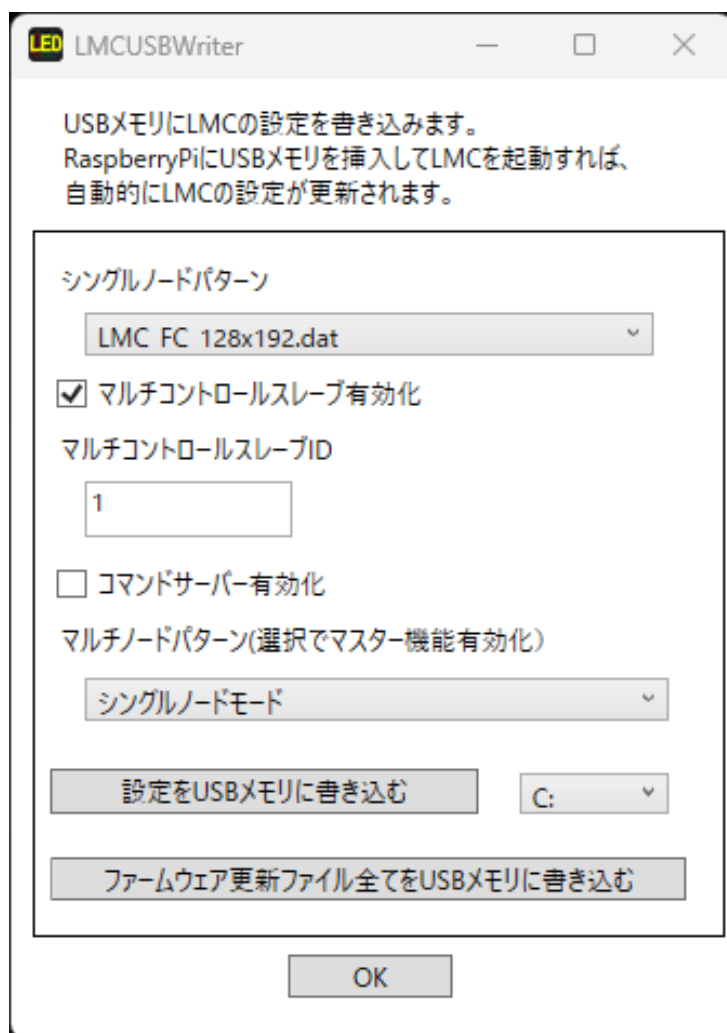 LED LMCUSBWriter
USBメモリにLMCの設定を書き込みます。
RaspberryPiにUSBメモリを挿入してLMCを起動すれば、
自動的にLMCの設定が更新されます。
シングルノードパターン
LMC FC 128x192.dat
マルチコントロールスレーブ有効化
マルチコントロールスレーブID
1
コマンドサーバー有効化
マルチノードパターン(選択でマスター機能有効化）
シングルノードモード
設定をUSBメモリに書き込む C:
ファームウェア更新ファイル全てをUSBメモリに書き込む
OK